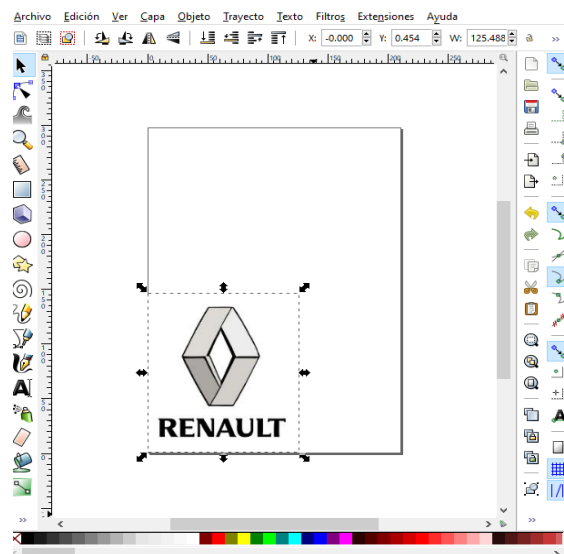 Archivo Edición Ver Capa Objeto Trayecto Texto Filtros Extensiones Ayuda
X: -0.000 Y: 0.454 W: 125.488
RENAULT